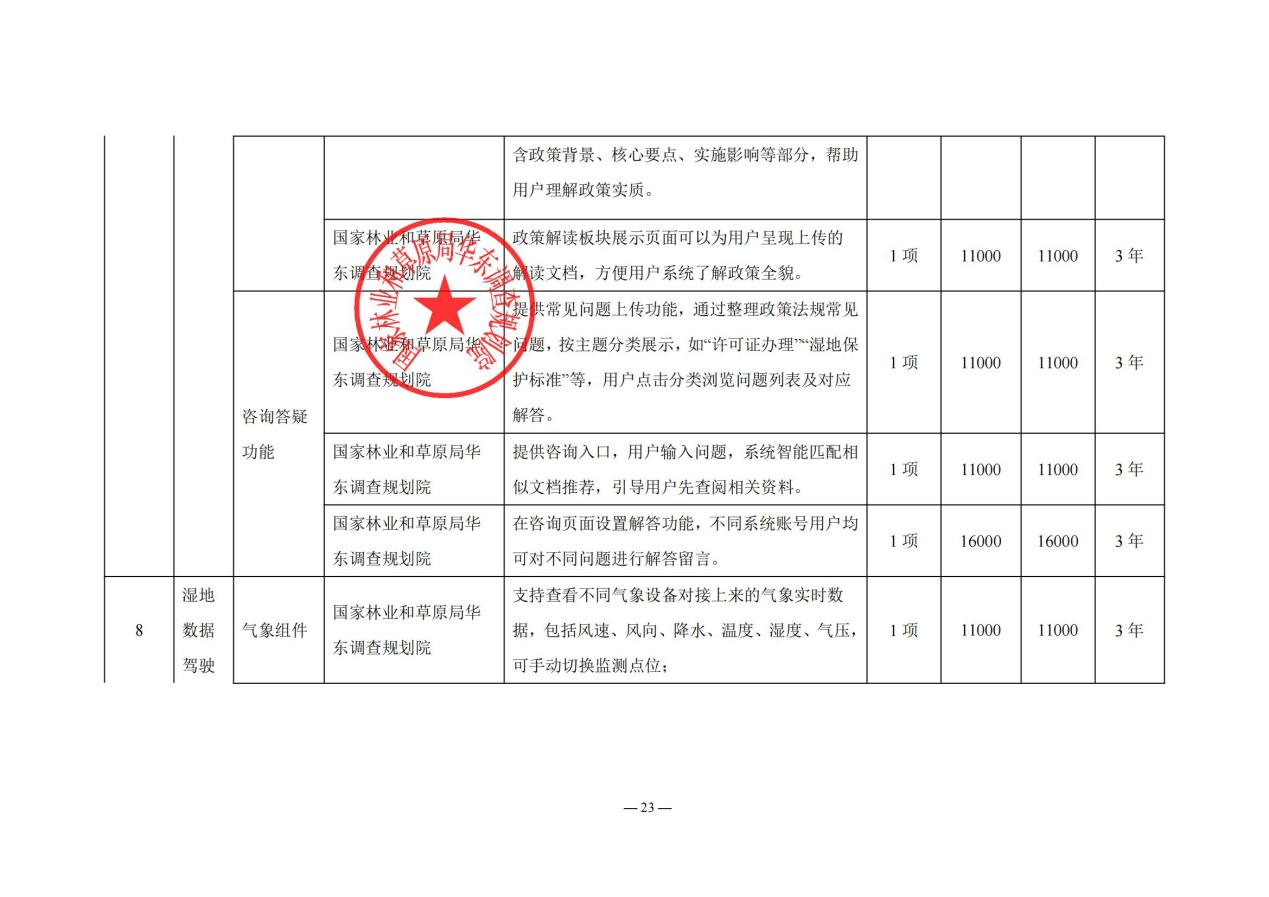 含政策背景、核心要点、实施影响等部分，帮助
用户理解政策实质。
国家林业和草原局华
东调查规划院
政策解读板块展示页面可以为用户呈现上传的
解读文档，方便用户系统了解政策全貌。
1 项
11000
11000
3 年
咨询答疑
功能
国家林业和草原局华
东调查规划院
提供常见问题上传功能，通过整理政策法规常见
问题，按主题分类展示，如“许可证办理”“湿地保
护标准”等，用户点击分类浏览问题列表及对应
解答。
1 项
11000
11000
3 年
国家林业和草原局华
东调查规划院
提供咨询入口，用户输入问题，系统智能匹配相
似文档推荐，引导用户先查阅相关资料。
1 项
11000
11000
3 年
国家林业和草原局华
东调查规划院
在咨询页面设置解答功能，不同系统账号用户均
可对不同问题进行解答留言。
1 项
16000
16000
3 年
8
湿地
数据
驾驶
气象组件
国家林业和草原局华
东调查规划院
支持查看不同气象设备对接上来的气象实时数
据，包括风速、风向、降水、温度、湿度、气压，
可手动切换监测点位；
1 项
11000
11000
3 年
国家林业和草原局华东调查规划院
— 23 —